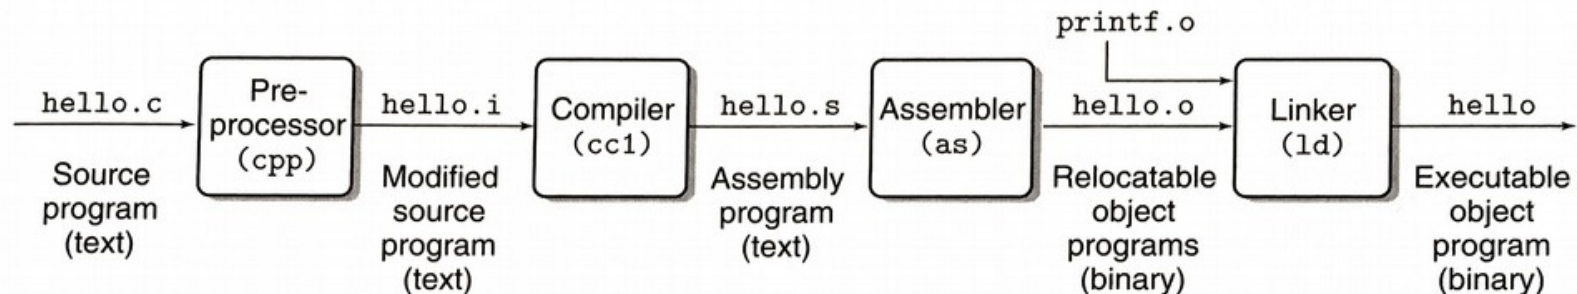 printf.o
hello.c
Pre-
processor
(cpp)
hello.i
Compiler
(cc1)
hello.s
Assembler
(as)
hello.o
Linker
(ld)
hello
Source
program
(text)
Modified
source
program
(text)
Assembly
program
(text)
Relocatable
object
programs
(binary)
Executable
object
program
(binary)